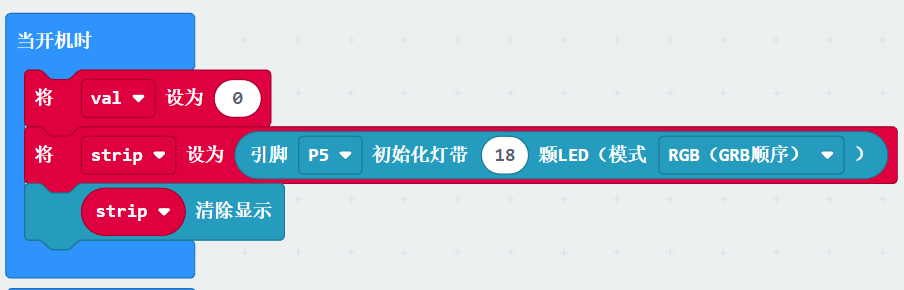 当开机时
将 val 设为 0
将 strip 设为 引脚 P5 初始化灯带 18 颗LED（模式 RGB（GRB顺序） ）
strip 清除显示